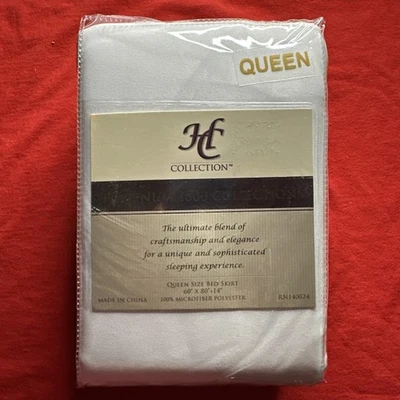 QUEEN
HC
COLLECTION™
The ultimate blend of
craftsmanship and elegance
for a unique and sophisticated
sleeping experience.
QUEEN SIZE BED SKIRT
60" X 80"+14"
MADE IN CHINA 100% MICROFIBER POLYESTER RN140024